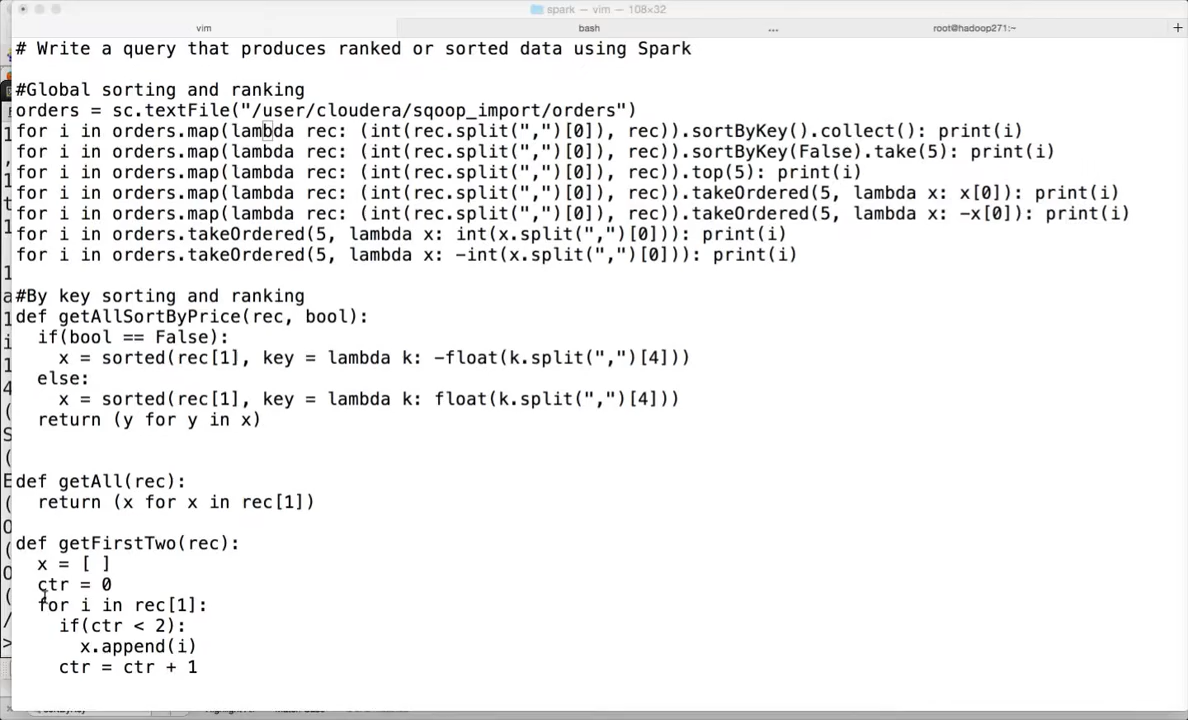 spark — vim — 108×32
vim bash ... root@hadoop271:~ +
# Write a query that produces ranked or sorted data using Spark
#Global sorting and ranking
orders = sc.textFile("/user/cloudera/sqoop_import/orders")
for i in orders.map(lambda rec: (int(rec.split(",")[0]), rec)).sortByKey().collect(): print(i)
for i in orders.map(lambda rec: (int(rec.split(",")[0]), rec)).sortByKey(False).take(5): print(i)
for i in orders.map(lambda rec: (int(rec.split(",")[0]), rec)).top(5): print(i)
for i in orders.map(lambda rec: (int(rec.split(",")[0]), rec)).takeOrdered(5, lambda x: x[0]): print(i)
for i in orders.map(lambda rec: (int(rec.split(",")[0]), rec)).takeOrdered(5, lambda x: -x[0]): print(i)
for i in orders.takeOrdered(5, lambda x: int(x.split(",")[0])): print(i)
for i in orders.takeOrdered(5, lambda x: -int(x.split(",")[0])): print(i)
#By key sorting and ranking
def getAllSortByPrice(rec, bool):
  if(bool == False):
    x = sorted(rec[1], key = lambda k: -float(k.split(",")[4]))
  else:
    x = sorted(rec[1], key = lambda k: float(k.split(",")[4]))
  return (y for y in x)
def getAll(rec):
  return (x for x in rec[1])
def getFirstTwo(rec):
  x = [ ]
  ctr = 0
  for i in rec[1]:
    if(ctr < 2):
      x.append(i)
    ctr = ctr + 1